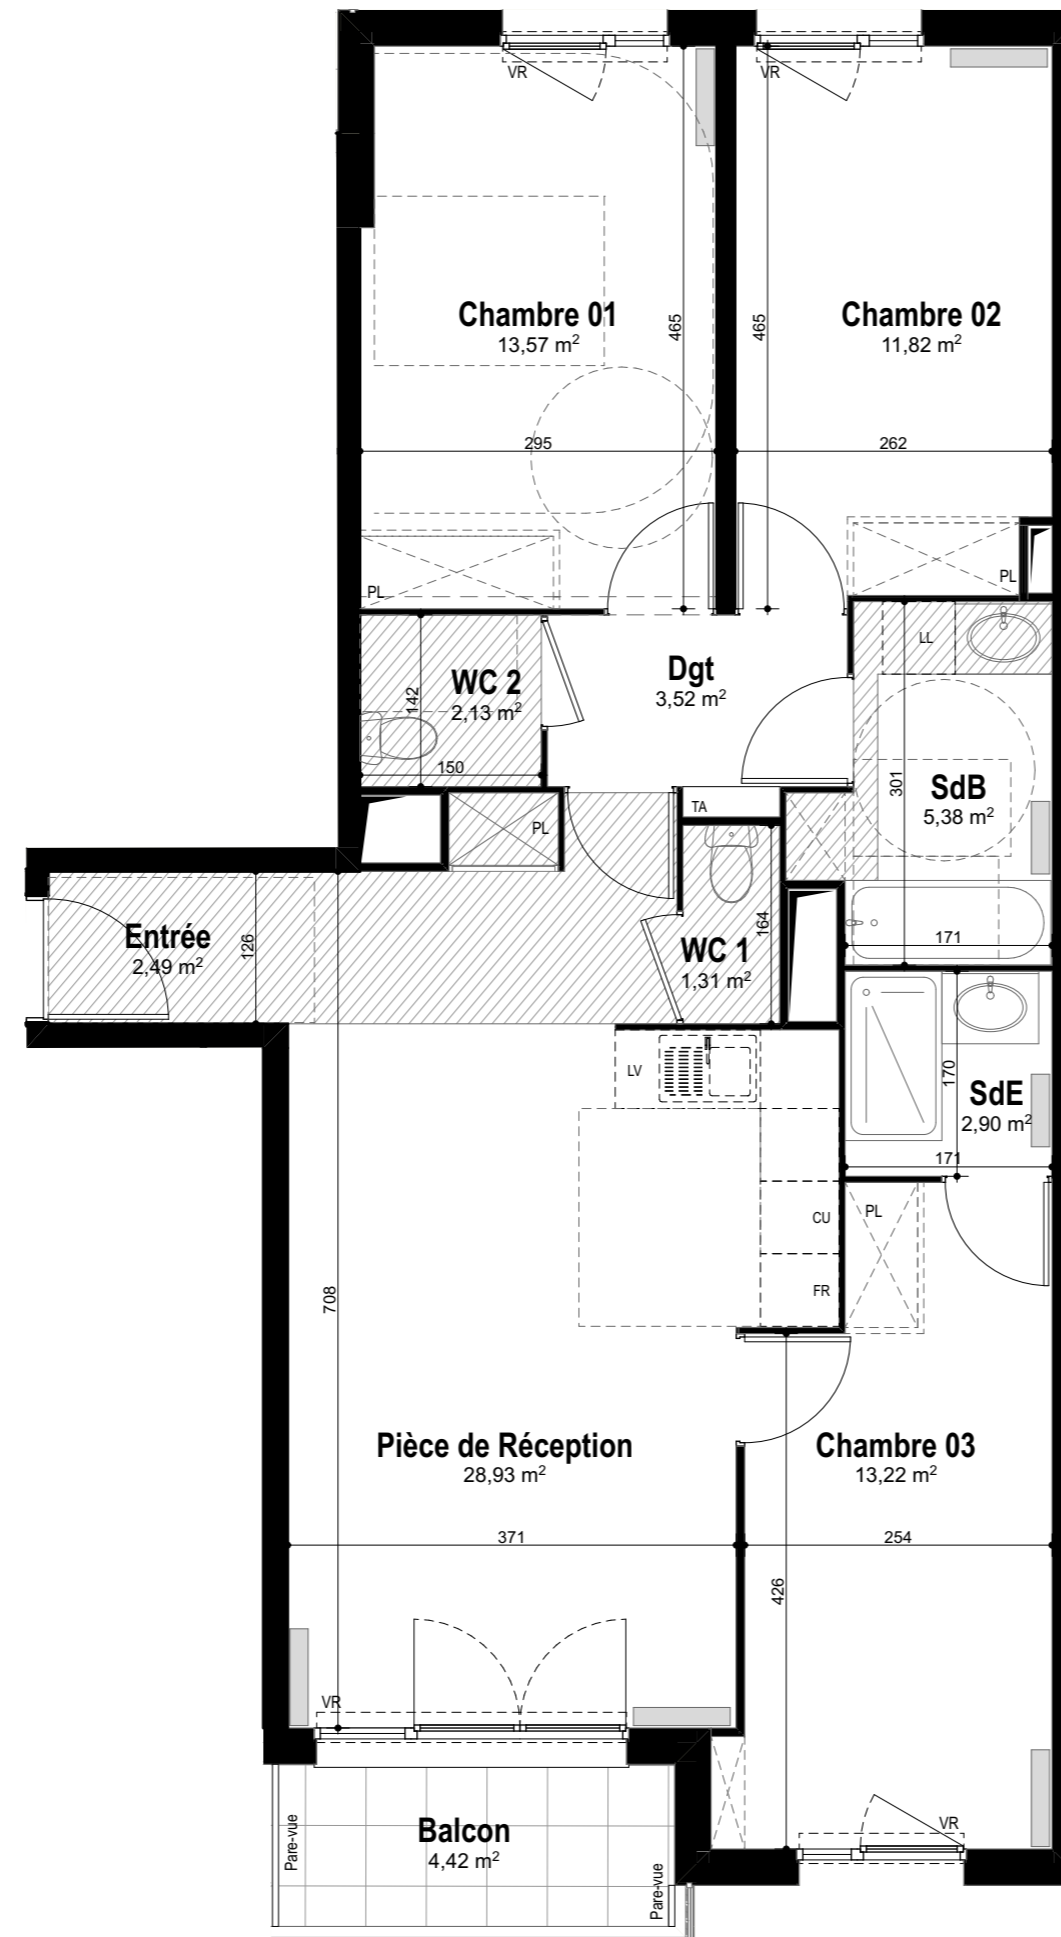 VR
VR
Chambre 01
13,57 m²
465
465
Chambre 02
11,82 m²
295
262
PL
PL
WC 2
2,13 m²
142
150
Dgt
3,52 m²
LL
SdB
5,38 m²
301
TA
PL
Entrée
2,49 m²
126
WC 1
1,31 m²
164
171
LV
170
SdE
2,90 m²
171
PL
CU
FR
708
Pièce de Réception
28,93 m²
Chambre 03
13,22 m²
371
254
426
VR
VR
Balcon
4,42 m²
Pare-vue
Pare-vue